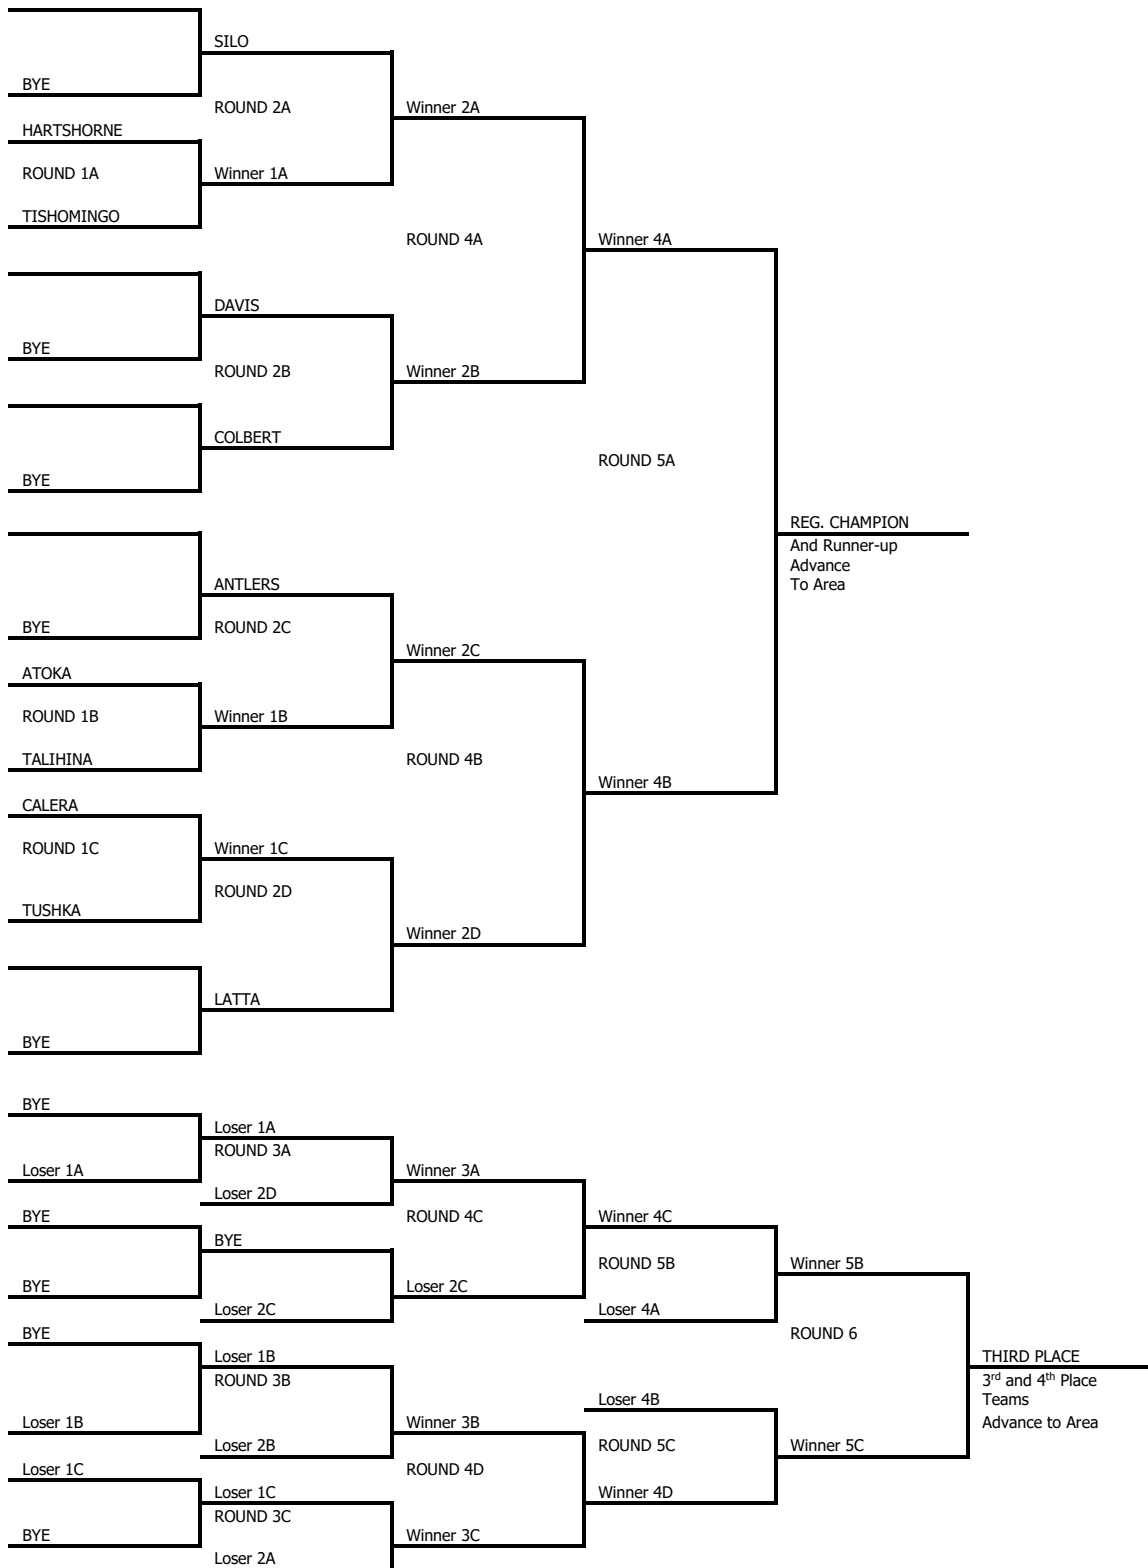 SILO
BYE
ROUND 2A
Winner 2A
HARTSHORNE
ROUND 1A
Winner 1A
TISHOMINGO
ROUND 4A
Winner 4A
DAVIS
BYE
ROUND 2B
Winner 2B
COLBERT
ROUND 5A
BYE
REG. CHAMPION
And Runner-up
Advance
To Area
ANTLERS
BYE
ROUND 2C
Winner 2C
ATOKA
ROUND 1B
Winner 1B
TALIHINA
ROUND 4B
Winner 4B
CALERA
ROUND 1C
Winner 1C
ROUND 2D
TUSHKA
Winner 2D
LATTA
BYE
BYE
Loser 1A
ROUND 3A
Loser 1A
Winner 3A
Loser 2D
BYE
ROUND 4C
Winner 4C
BYE
ROUND 5B
Winner 5B
BYE
Loser 2C
Loser 2C
Loser 4A
BYE
ROUND 6
Loser 1B
THIRD PLACE
ROUND 3B
3rd and 4th Place
Teams
Loser 4B
Loser 1B
Winner 3B
Advance to Area
Loser 2B
ROUND 5C
Winner 5C
Loser 1C
ROUND 4D
Loser 1C
Winner 4D
ROUND 3C
BYE
Winner 3C
Loser 2A